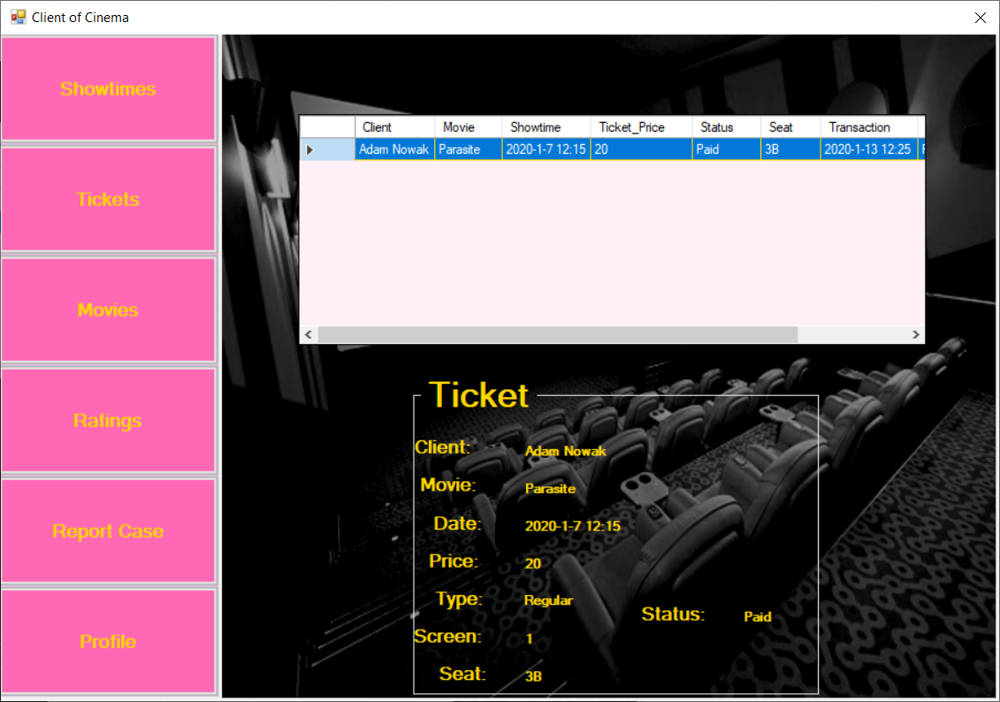 Client of Cinema
Showtimes
Tickets
Movies
Ratings
Report Case
Profile
Client Movie Showtime Ticket_Price Status Seat Transaction
Adam Nowak Parasite 2020-1-7 12:15 20 Paid 3B 2020-1-13 12:25
Ticket
Client: Adam Nowak
Movie: Parasite
Date: 2020-1-7 12:15
Price: 20
Type: Regular
Status: Paid
Screen: 1
Seat: 3B